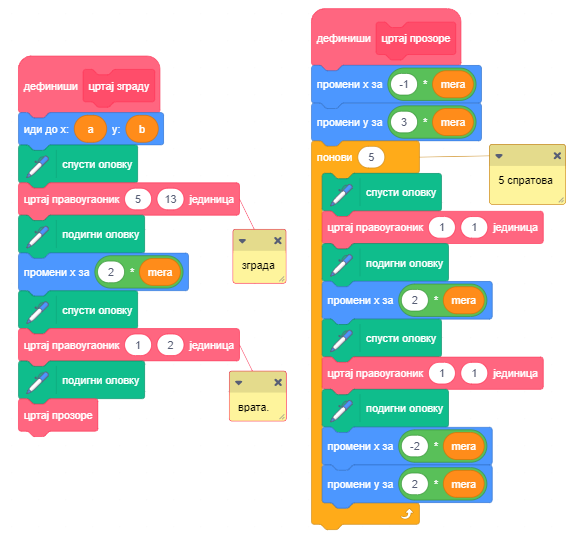 дефиниши цртај зграду
иди до x: a y: b
спусти оловку
цртај правоугаоник 5 13 јединица
подигни оловку
промени x за 2 * mera
спусти оловку
цртај правоугаоник 1 2 јединица
подигни оловку
цртај прозоре
зграда
врата.
дефиниши цртај прозоре
промени x за -1 * mera
промени y за 3 * mera
понови 5
5 спратова
спусти оловку
цртај правоугаоник 1 1 јединица
подигни оловку
промени x за 2 * mera
спусти оловку
цртај правоугаоник 1 1 јединица
подигни оловку
промени x за -2 * mera
промени y за 2 * mera